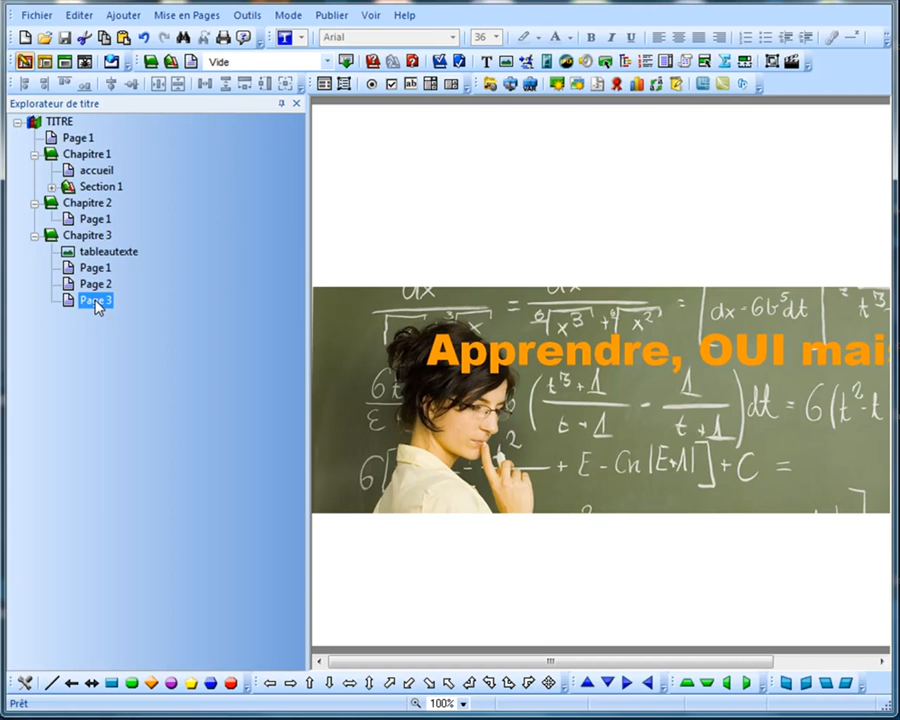 Fichier Editer Ajouter Mise en Pages Outils Mode Publier Voir Help
Arial 36 B I U
Vide
Explorateur de titre
TITRE
Page 1
Chapitre 1
accueil
Section 1
Chapitre 2
Page 1
Chapitre 3
tableautexte
Page 1
Page 2
Page 3
Apprendre, OUI mais
Prêt
100%